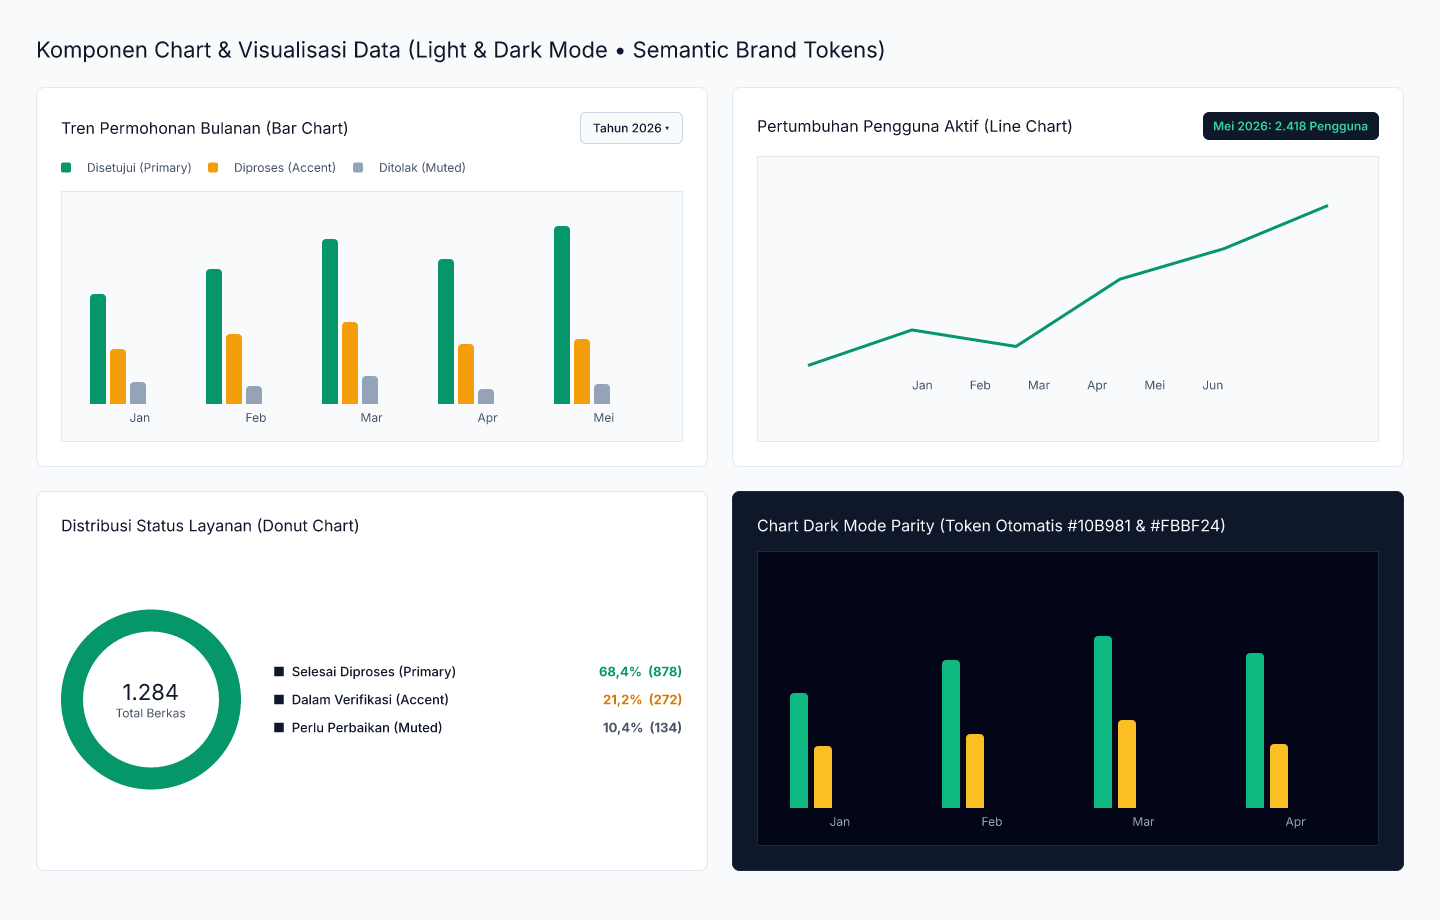 Komponen Chart & Visualisasi Data (Light & Dark Mode • Semantic Brand Tokens)
Tren Permohonan Bulanan (Bar Chart)
Tahun 2026 ▾
Disetujui (Primary)
Diproses (Accent)
Ditolak (Muted)
Jan
Feb
Mar
Apr
Mei
Pertumbuhan Pengguna Aktif (Line Chart)
Mei 2026: 2.418 Pengguna
Jan
Feb
Mar
Apr
Mei
Jun
Distribusi Status Layanan (Donut Chart)
1.284
Total Berkas
■ Selesai Diproses (Primary) 68,4% (878)
■ Dalam Verifikasi (Accent) 21,2% (272)
■ Perlu Perbaikan (Muted) 10,4% (134)
Chart Dark Mode Parity (Token Otomatis #10B981 & #FBBF24)
Jan
Feb
Mar
Apr